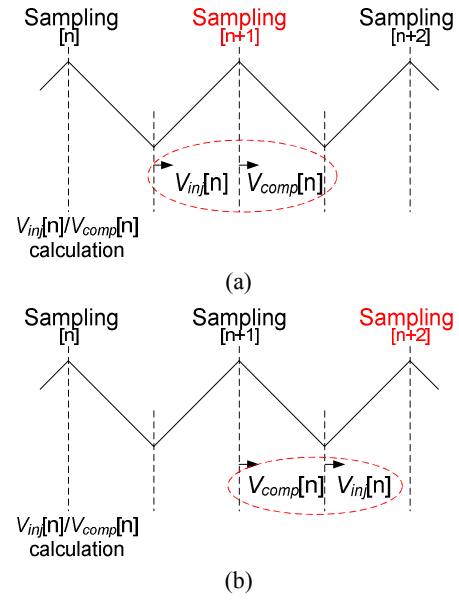 Sampling Sampling Sampling
[n] [n+1] [n+2]
Vinj[n] Vcomp[n]
Vinj[n]/Vcomp[n]
calculation
(a)
Sampling Sampling Sampling
[n] [n+1] [n+2]
Vcomp[n] Vinj[n]
Vinj[n]/Vcomp[n]
calculation
(b)